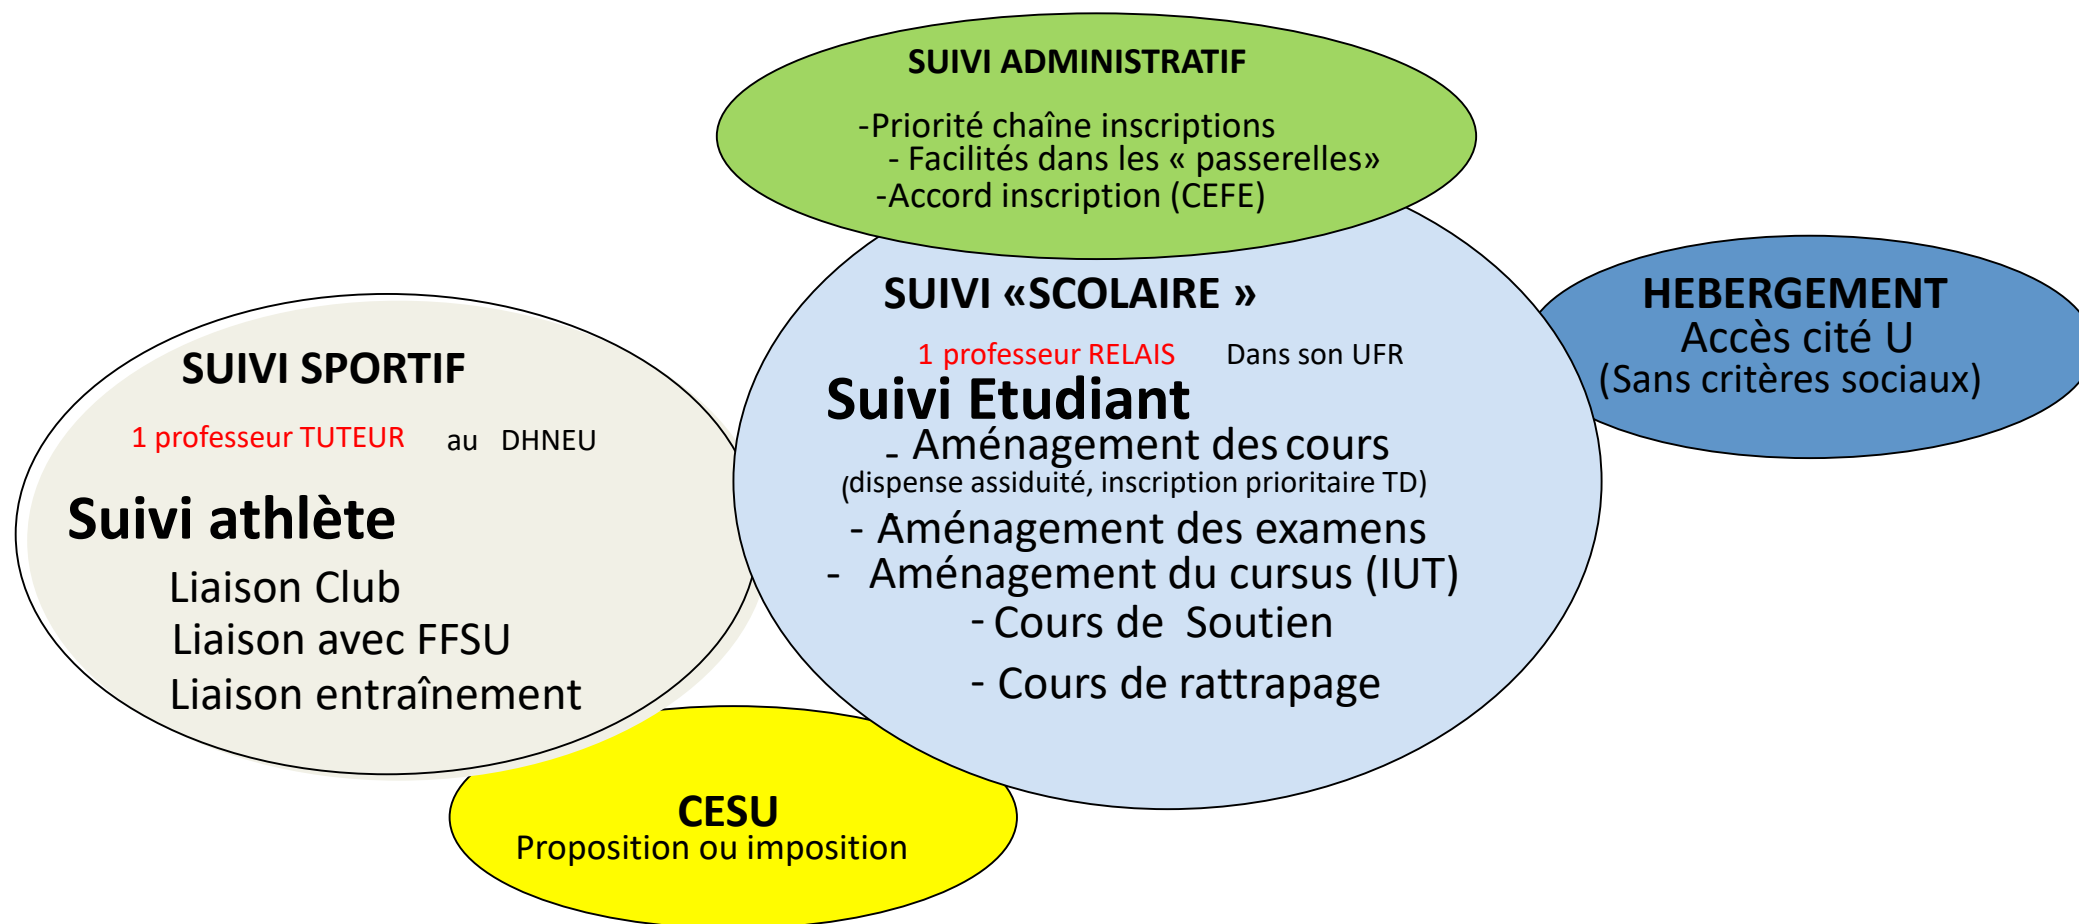 SUIVI ADMINISTRATIF
-Priorité chaîne inscriptions
- Facilités dans les « passerelles»
-Accord inscription (CEFE)
SUIVI «SCOLAIRE »
1 professeur RELAIS Dans son UFR
Suivi Etudiant
- Aménagement des cours
(dispense assiduité, inscription prioritaire TD)
-
- Aménagement des examens
- Aménagement du cursus (IUT)
- Cours de Soutien
- Cours de rattrapage
HEBERGEMENT
Accès cité U
(Sans critères sociaux)
SUIVI SPORTIF
1 professeur TUTEUR au DHNEU
Suivi athlète
Liaison Club
Liaison avec FFSU
Liaison entraînement
CESU
Proposition ou imposition